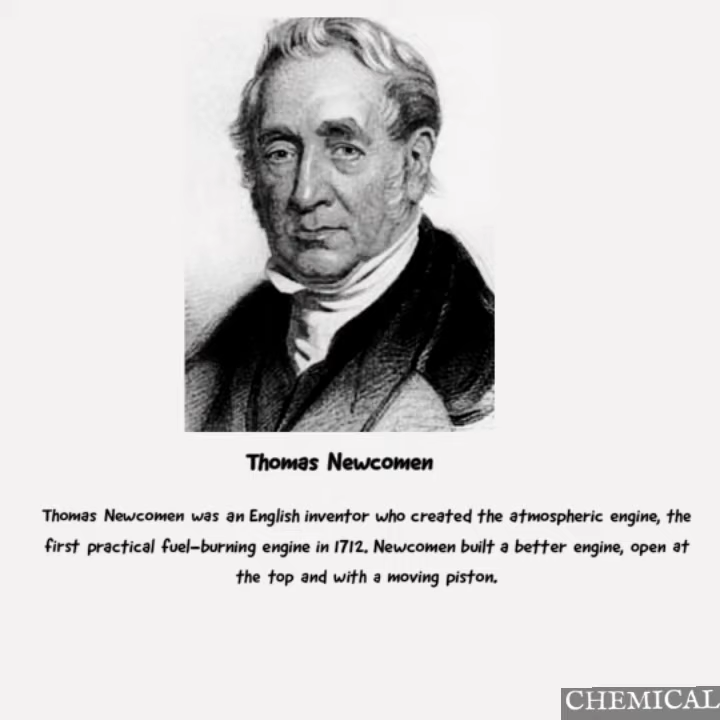 Thomas Newcomen
Thomas Newcomen was an English inventor who created the atmospheric engine, the
first practical fuel-burning engine in 1712. Newcomen built a better engine, open at
the top and with a moving piston.
CHEMICAL